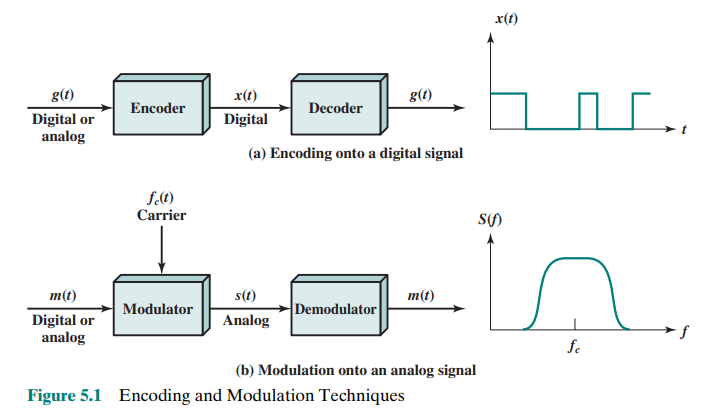 x(t)
g(t)
Digital or
analog
Encoder
x(t)
Digital
Decoder
g(t)
t
(a) Encoding onto a digital signal
fc(t)
Carrier
S(f)
m(t)
Digital or
analog
Modulator
s(t)
Analog
Demodulator
m(t)
f
fc
(b) Modulation onto an analog signal
Figure 5.1 Encoding and Modulation Techniques